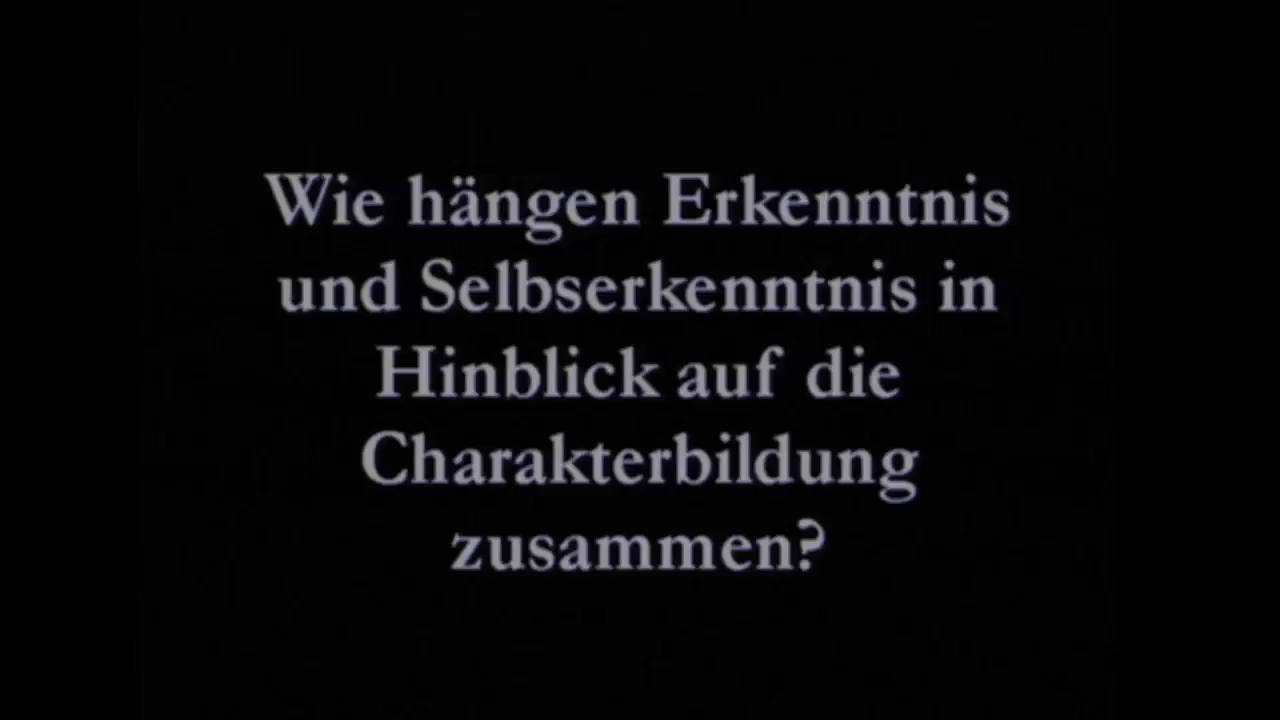 Wie hängen Erkenntnis
und Selbserkenntnis in
Hinblick auf die
Charakterbildung
zusammen?